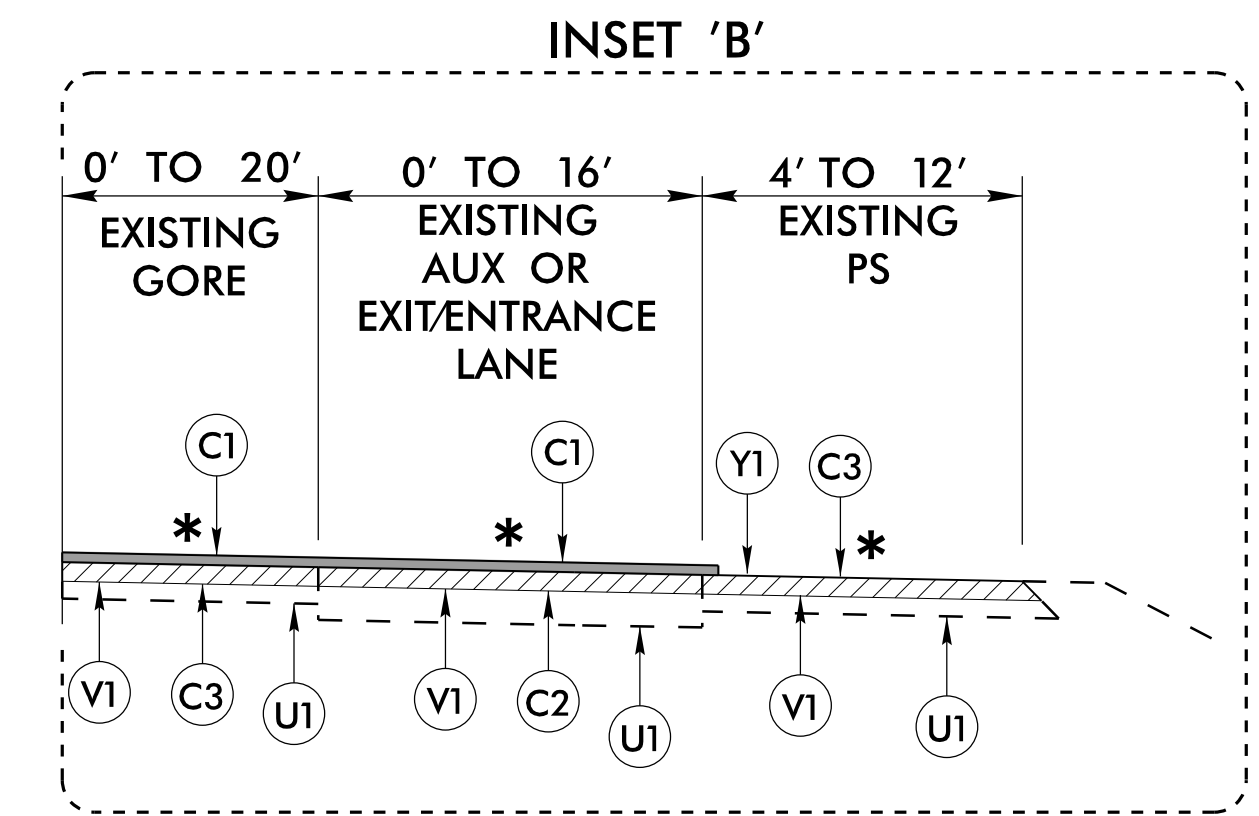 INSET 'B'
0' TO 20'
EXISTING
GORE
0' TO 16'
EXISTING
AUX OR
EXIT/ENTRANCE
LANE
4' TO 12'
EXISTING
PS
C1
*
C1
*
Y1
C3
*
V1
C3
U1
V1
C2
U1
V1
U1